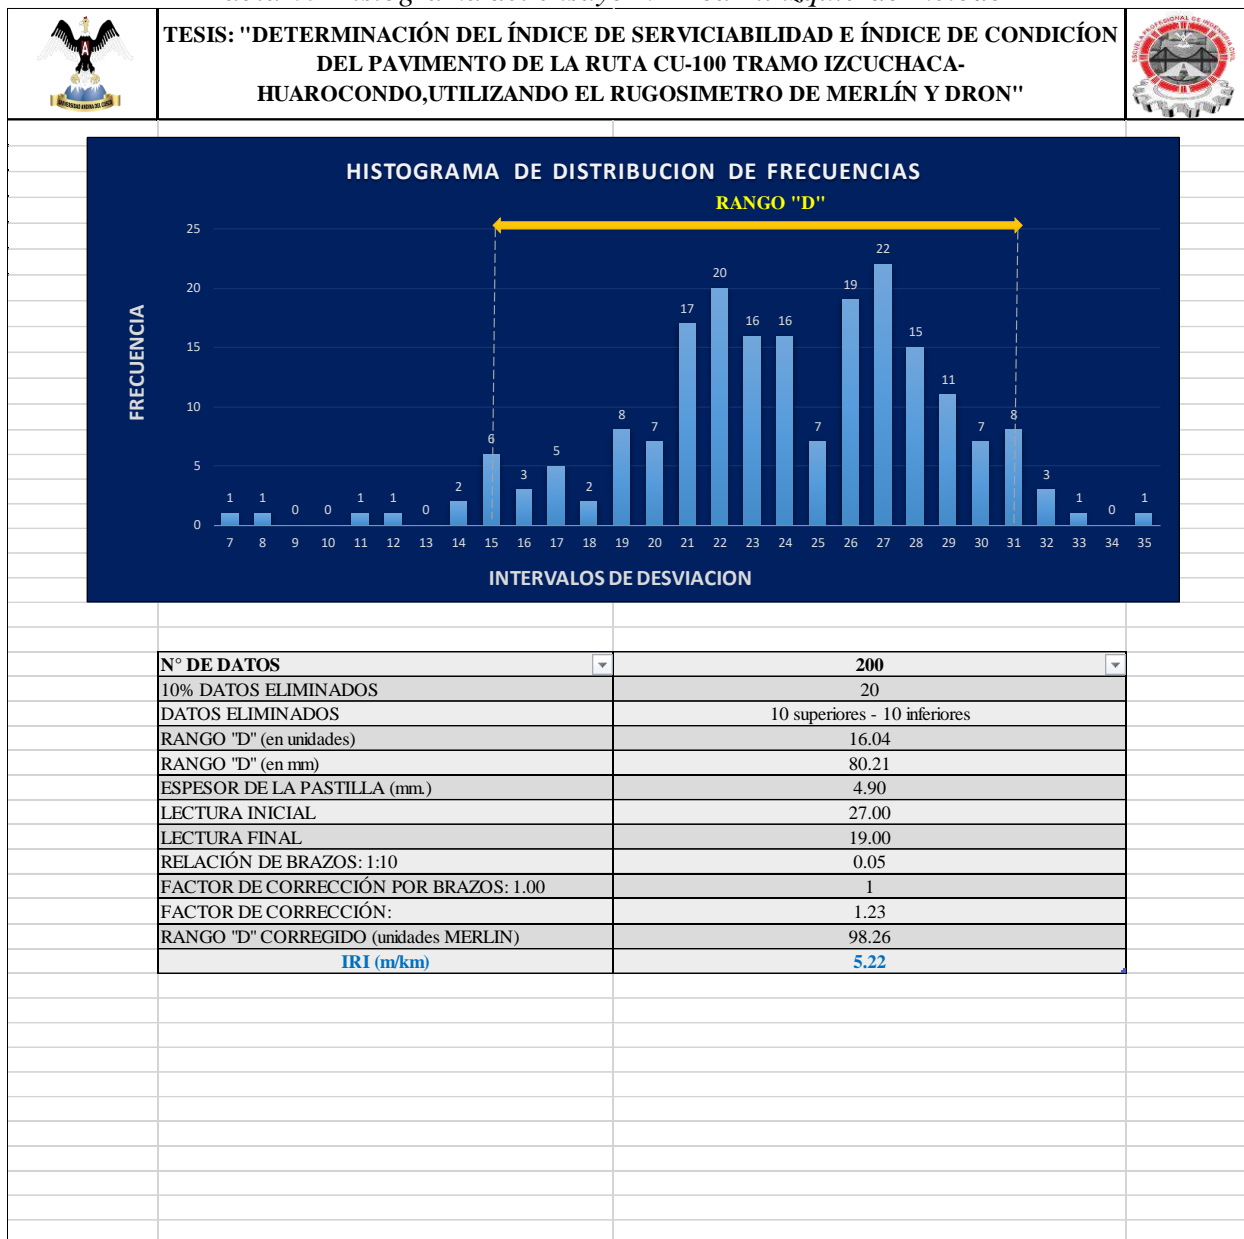 TESIS: "DETERMINACIÓN DEL ÍNDICE DE SERVICIABILIDAD E ÍNDICE DE CONDICÍON
DEL PAVIMENTO DE LA RUTA CU-100 TRAMO IZCUCHACA-
HUAROCONDO,UTILIZANDO EL RUGOSIMETRO DE MERLÍN Y DRON"
UNIVERSIDAD ANDINA DEL CUSCO
HISTOGRAMA DE DISTRIBUCION DE FRECUENCIAS
RANGO "D"
FRECUENCIA
25
20
15
10
5
0
1 1 0 0 1 1 0 2 6 3 5 2 8 7 17 20 16 16 7 19 22 15 11 7 8 3 1 0 1
7 8 9 10 11 12 13 14 15 16 17 18 19 20 21 22 23 24 25 26 27 28 29 30 31 32 33 34 35
INTERVALOS DE DESVIACION
N° DE DATOS 200
10% DATOS ELIMINADOS 20
DATOS ELIMINADOS 10 superiores - 10 inferiores
RANGO "D" (en unidades) 16.04
RANGO "D" (en mm) 80.21
ESPESOR DE LA PASTILLA (mm.) 4.90
LECTURA INICIAL 27.00
LECTURA FINAL 19.00
RELACIÓN DE BRAZOS: 1:10 0.05
FACTOR DE CORRECCIÓN POR BRAZOS: 1.00 1
FACTOR DE CORRECCIÓN: 1.23
RANGO "D" CORREGIDO (unidades MERLIN) 98.26
IRI (m/km) 5.22